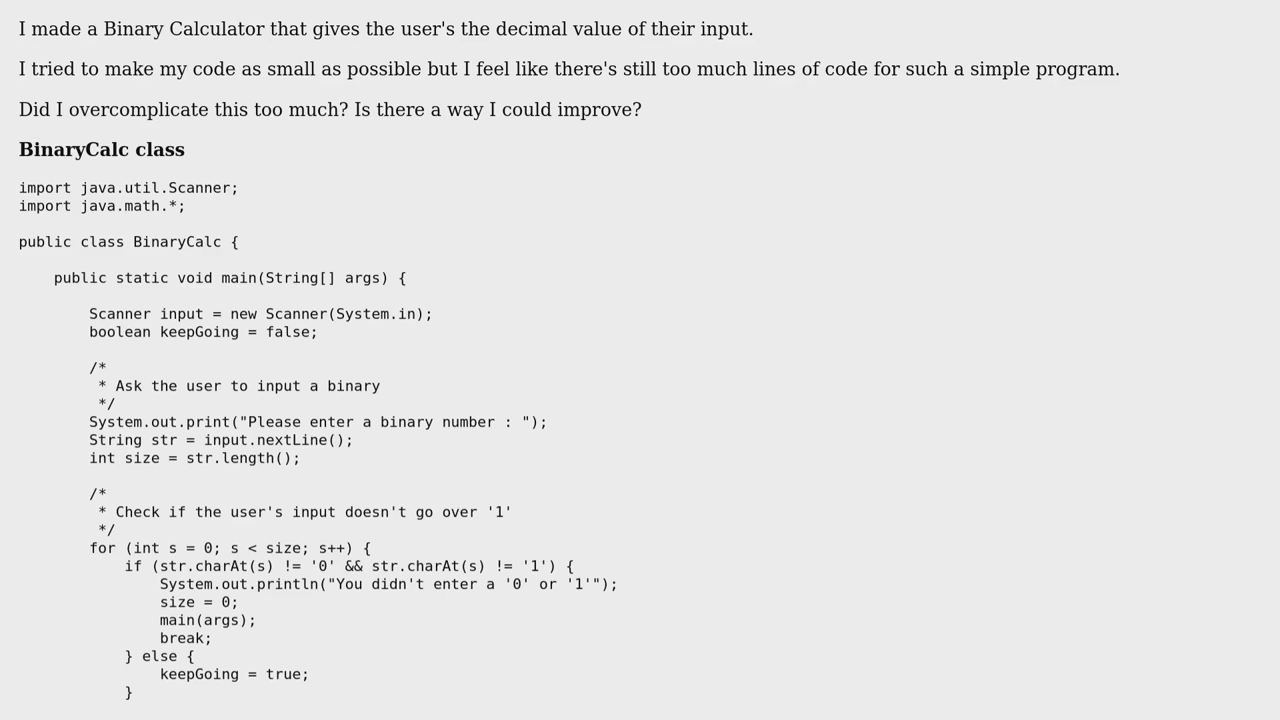 I made a Binary Calculator that gives the user's the decimal value of their input.
I tried to make my code as small as possible but I feel like there's still too much lines of code for such a simple program.
Did I overcomplicate this too much? Is there a way I could improve?
BinaryCalc class
import java.util.Scanner;
import java.math.*;
public class BinaryCalc {
    public static void main(String[] args) {
        Scanner input = new Scanner(System.in);
        boolean keepGoing = false;
        /*
         * Ask the user to input a binary
         */
        System.out.print("Please enter a binary number : ");
        String str = input.nextLine();
        int size = str.length();
        /*
         * Check if the user's input doesn't go over '1'
         */
        for (int s = 0; s < size; s++) {
            if (str.charAt(s) != '0' && str.charAt(s) != '1') {
                System.out.println("You didn't enter a '0' or '1'");
                size = 0;
                main(args);
                break;
            } else {
                keepGoing = true;
            }